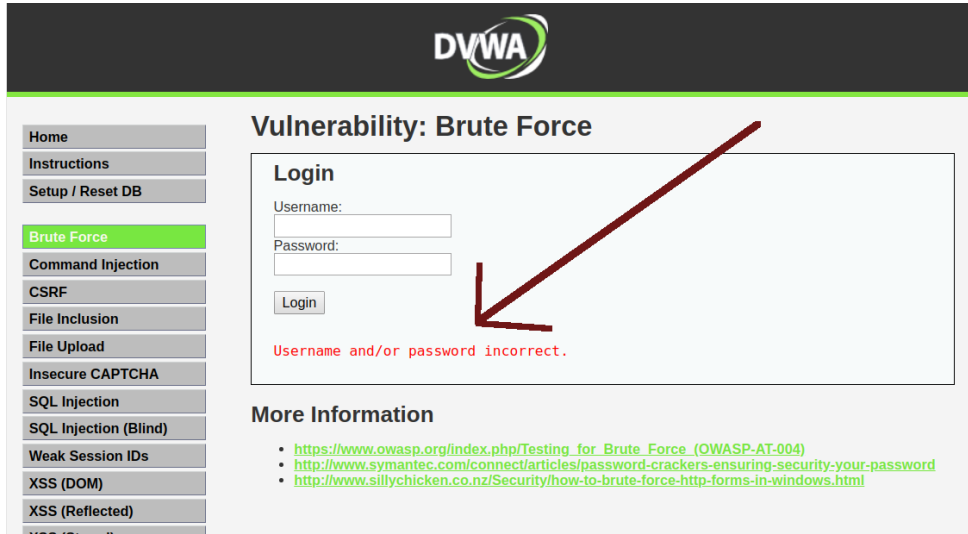 DVWA
Vulnerability: Brute Force
Home
Instructions
Setup / Reset DB
Brute Force
Command Injection
CSRF
File Inclusion
File Upload
Insecure CAPTCHA
SQL Injection
SQL Injection (Blind)
Weak Session IDs
XSS (DOM)
XSS (Reflected)
XSS (Stored)
Login
Username:
Password:
Login
Username and/or password incorrect.
More Information
https://www.owasp.org/index.php/Testing_for_Brute_Force_(OWASP-AT-004)
http://www.symantec.com/connect/articles/password-crackers-ensuring-security-your-password
http://www.sillychicken.co.nz/Security/how-to-brute-force-http-forms-in-windows.html